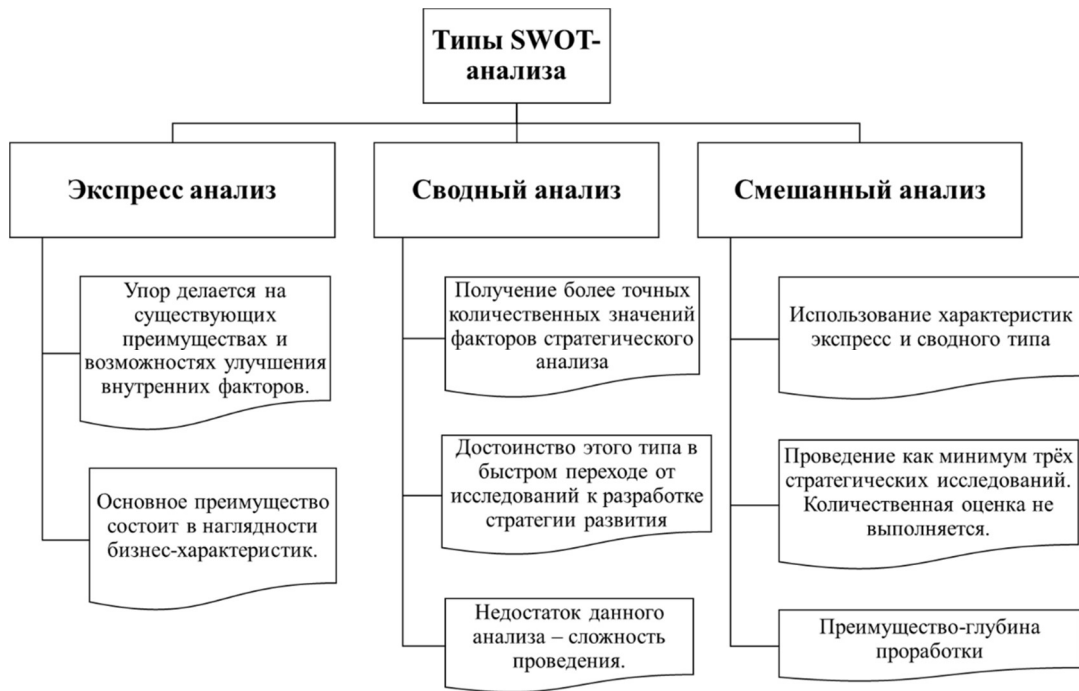 Типы SWOT-
анализа
Экспресс анализ
Упор делается на
существующих
преимуществах и
возможностях улучшения
внутренних факторов.
Основное преимущество
состоит в наглядности
бизнес-характеристик.
Сводный анализ
Получение более точных
количественных значений
факторов стратегического
анализа
Достоинство этого типа в
быстром переходе от
исследований к разработке
стратегии развития
Недостаток данного
анализа – сложность
проведения.
Смешанный анализ
Использование характеристик
экспресс и сводного типа
Проведение как минимум трёх
стратегических исследований.
Количественная оценка не
выполняется.
Преимущество-глубина
проработки